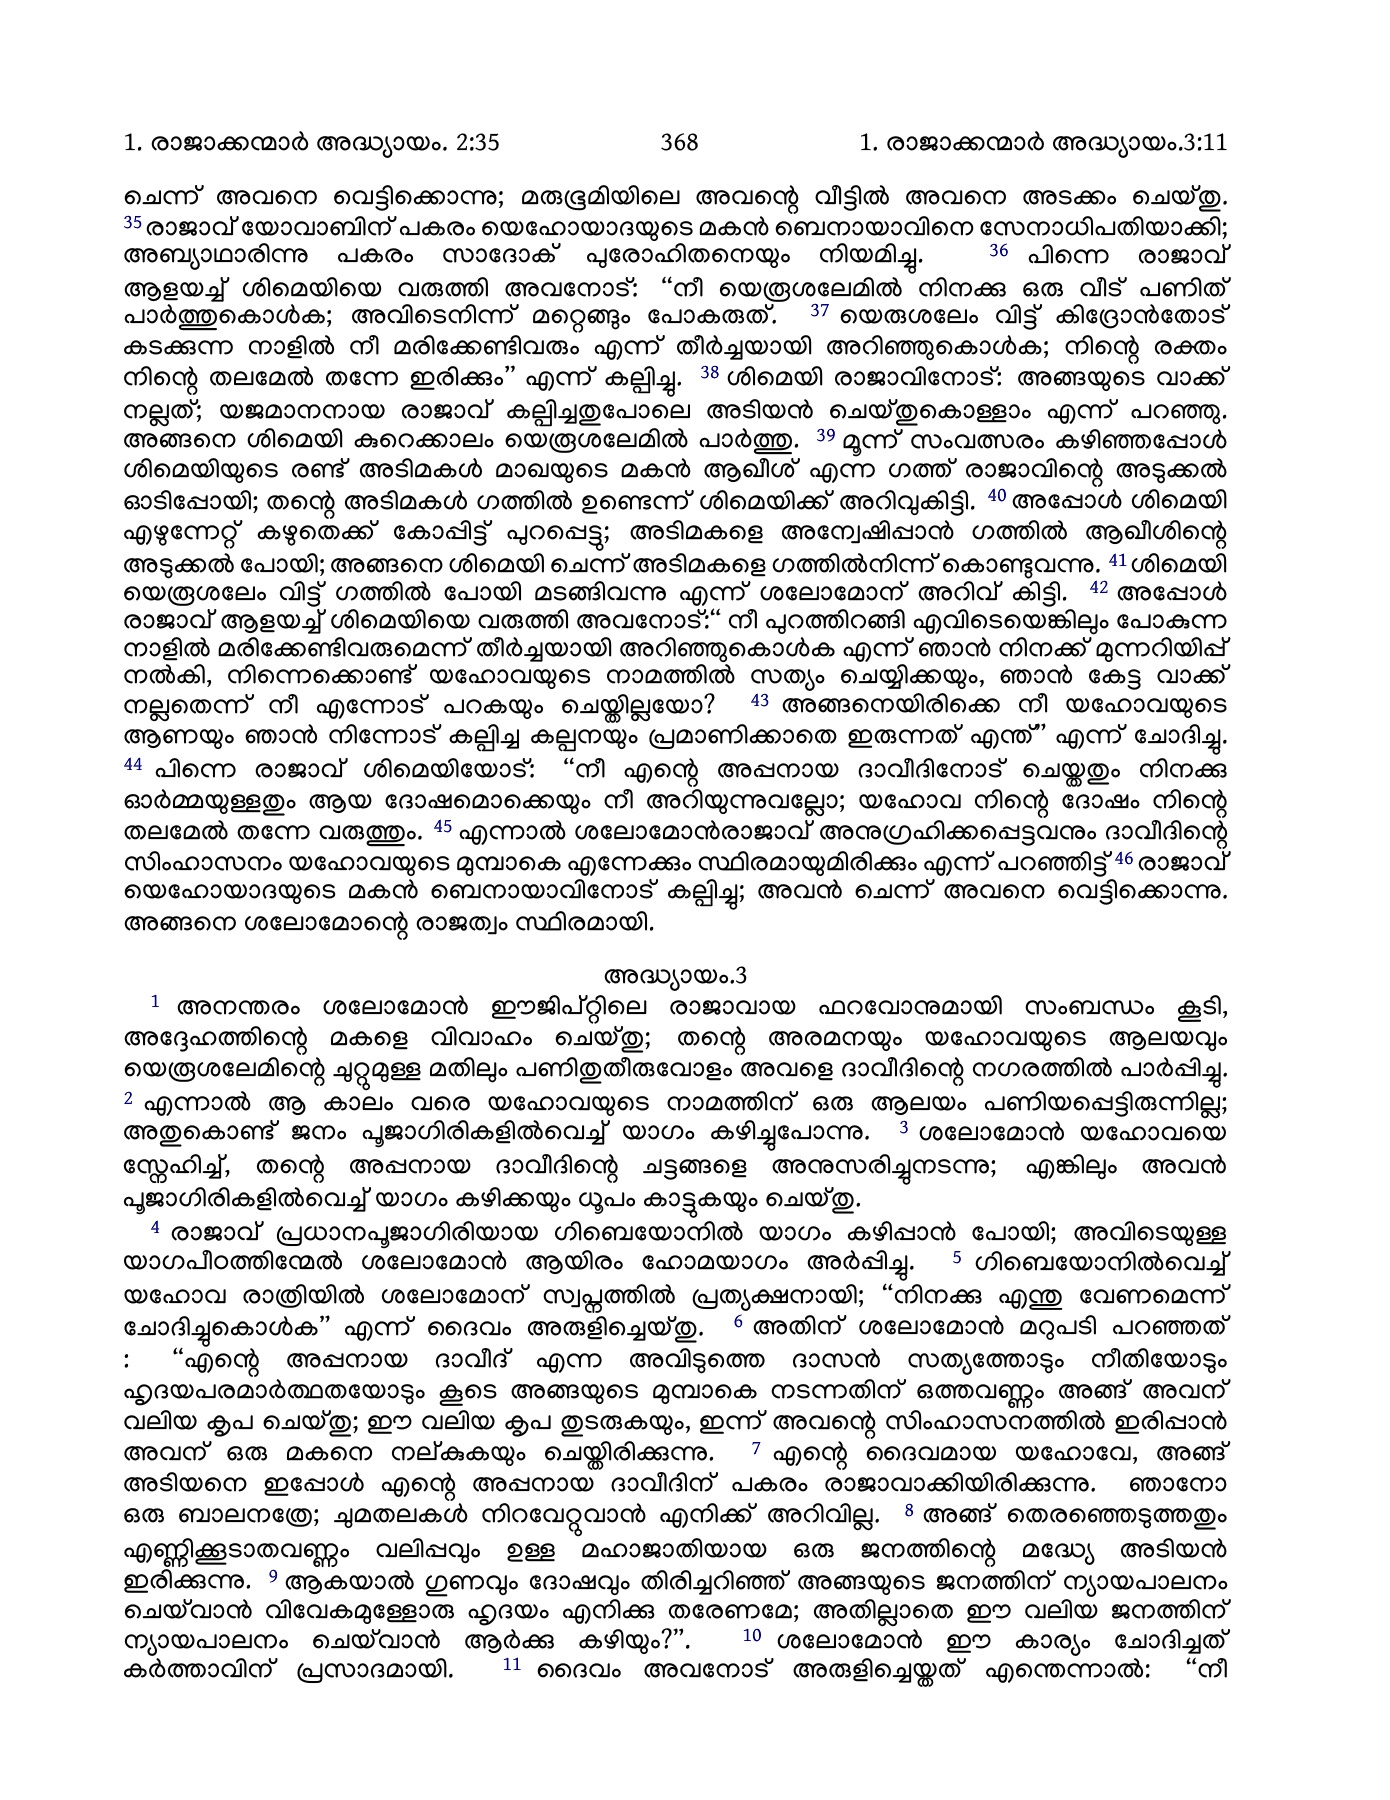 1. രാജാക്കന്മാർ അദ്ധ്യായം. 2:35 368 1. രാജാക്കന്മാർ അദ്ധ്യായം.3:11
ചെന്ന് അവനെ വെട്ടിക്കൊന്നു; മരുഭൂമിയിലെ അവന്റെ വീട്ടിൽ അവനെ അടക്കം ചെയ്തു.
35 രാജാവ് യോവാബിന് പകരം യെഹോയാദയുടെ മകൻ ബെനായാവിനെ സേനാധിപതിയാക്കി;
അബ്യാഥാരിന്നു പകരം സാദോക് പുരോഹിതനെയും നിയമിച്ചു. 36 പിന്നെ രാജാവ്
ആളയച്ച് ശിമെയിയെ വരുത്തി അവനോട്: “നീ യെരൂശലേമിൽ നിനക്കു ഒരു വീട് പണിത്
പാർത്തുകൊൾക; അവിടെനിന്ന് മറ്റെങ്ങും പോകരുത്. 37 യെരുശലേം വിട്ട് കിദ്രോൻതോട്
കടക്കുന്ന നാളിൽ നീ മരിക്കേണ്ടിവരും എന്ന് തീർച്ചയായി അറിഞ്ഞുകൊൾക; നിന്റെ രക്തം
നിന്റെ തലമേൽ തന്നേ ഇരിക്കും” എന്ന് കല്പിച്ചു. 38 ശിമെയി രാജാവിനോട്: അങ്ങയുടെ വാക്ക്
നല്ലത്; യജമാനനായ രാജാവ് കല്പിച്ചതുപോലെ അടിയൻ ചെയ്തുകൊള്ളാം എന്ന് പറഞ്ഞു.
അങ്ങനെ ശിമെയി കുറെക്കാലം യെരൂശലേമിൽ പാർത്തു. 39 മൂന്ന് സംവത്സരം കഴിഞ്ഞപ്പോൾ
ശിമെയിയുടെ രണ്ട് അടിമകൾ മാഖയുടെ മകൻ ആഖീശ് എന്ന ഗത്ത് രാജാവിന്റെ അടുക്കൽ
ഓടിപ്പോയി; തന്റെ അടിമകൾ ഗത്തിൽ ഉണ്ടെന്ന് ശിമെയിക്ക് അറിവുകിട്ടി. 40 അപ്പോൾ ശിമെയി
എഴുന്നേറ്റ് കഴുതെക്ക് കോപ്പിട്ട് പുറപ്പെട്ടു; അടിമകളെ അന്വേഷിപ്പാൻ ഗത്തിൽ ആഖീശിന്റെ
അടുക്കൽ പോയി; അങ്ങനെ ശിമെയി ചെന്ന് അടിമകളെ ഗത്തിൽനിന്ന് കൊണ്ടുവന്നു. 41 ശിമെയി
യെരൂശലേം വിട്ട് ഗത്തിൽ പോയി മടങ്ങിവന്നു എന്ന് ശലോമോന് അറിവ് കിട്ടി. 42 അപ്പോൾ
രാജാവ് ആളയച്ച് ശിമെയിയെ വരുത്തി അവനോട്:“ നീ പുറത്തിറങ്ങി എവിടെയെങ്കിലും പോകുന്ന
നാളിൽ മരിക്കേണ്ടിവരുമെന്ന് തീർച്ചയായി അറിഞ്ഞുകൊൾക എന്ന് ഞാൻ നിനക്ക് മുന്നറിയിപ്പ്
നൽകി, നിന്നെക്കൊണ്ട് യഹോവയുടെ നാമത്തിൽ സത്യം ചെയ്യിക്കയും, ഞാൻ കേട്ട വാക്ക്
നല്ലതെന്ന് നീ എന്നോട് പറകയും ചെയ്തില്ലയോ? 43 അങ്ങനെയിരിക്കെ നീ യഹോവയുടെ
ആണയും ഞാൻ നിന്നോട് കല്പിച്ച കല്പനയും പ്രമാണിക്കാതെ ഇരുന്നത് എന്ത്” എന്ന് ചോദിച്ചു.
44 പിന്നെ രാജാവ് ശിമെയിയോട്: “നീ എന്റെ അപ്പനായ ദാവീദിനോട് ചെയ്തതും നിനക്കു
ഓർമ്മയുള്ളതും ആയ ദോഷമൊക്കെയും നീ അറിയുന്നുവല്ലോ; യഹോവ നിന്റെ ദോഷം നിന്റെ
തലമേൽ തന്നേ വരുത്തും. 45 എന്നാൽ ശലോമോൻരാജാവ് അനുഗ്രഹിക്കപ്പെട്ടവനും ദാവീദിന്റെ
സിംഹാസനം യഹോവയുടെ മുമ്പാകെ എന്നേക്കും സ്ഥിരമായുമിരിക്കും എന്ന് പറഞ്ഞിട്ട് 46 രാജാവ്
യെഹോയാദയുടെ മകൻ ബെനായാവിനോട് കല്പിച്ചു; അവൻ ചെന്ന് അവനെ വെട്ടിക്കൊന്നു.
അങ്ങനെ ശലോമോന്റെ രാജത്വം സ്ഥിരമായി.
അദ്ധ്യായം.3
1 അനന്തരം ശലോമോൻ ഈജിപ്റ്റിലെ രാജാവായ ഫറവോനുമായി സംബന്ധം കൂടി,
അദ്ദേഹത്തിന്റെ മകളെ വിവാഹം ചെയ്തു; തന്റെ അരമനയും യഹോവയുടെ ആലയവും
യെരൂശലേമിന്റെ ചുറ്റുമുള്ള മതിലും പണിതുതീരുവോളം അവളെ ദാവീദിന്റെ നഗരത്തിൽ പാർപ്പിച്ചു.
2 എന്നാൽ ആ കാലം വരെ യഹോവയുടെ നാമത്തിന് ഒരു ആലയം പണിയപ്പെട്ടിരുന്നില്ല;
അതുകൊണ്ട് ജനം പൂജാഗിരികളിൽവെച്ച് യാഗം കഴിച്ചുപോന്നു. 3 ശലോമോൻ യഹോവയെ
സ്നേഹിച്ച്, തന്റെ അപ്പനായ ദാവീദിന്റെ ചട്ടങ്ങളെ അനുസരിച്ചുനടന്നു; എങ്കിലും അവൻ
പൂജാഗിരികളിൽവെച്ച് യാഗം കഴിക്കയും ധൂപം കാട്ടുകയും ചെയ്തു.
4 രാജാവ് പ്രധാനപൂജാഗിരിയായ ഗിബെയോനിൽ യാഗം കഴിപ്പാൻ പോയി; അവിടെയുള്ള
യാഗപീഠത്തിന്മേൽ ശലോമോൻ ആയിരം ഹോമയാഗം അർപ്പിച്ചു. 5 ഗിബെയോനിൽവെച്ച്
യഹോവ രാത്രിയിൽ ശലോമോന് സ്വപ്നത്തിൽ പ്രത്യക്ഷനായി; “നിനക്കു എന്തു വേണമെന്ന്
ചോദിച്ചുകൊൾക” എന്ന് ദൈവം അരുളിച്ചെയ്തു. 6 അതിന് ശലോമോൻ മറുപടി പറഞ്ഞത്
: “എന്റെ അപ്പനായ ദാവീദ് എന്ന അവിടുത്തെ ദാസൻ സത്യത്തോടും നീതിയോടും
ഹൃദയപരമാർത്ഥതയോടും കൂടെ അങ്ങയുടെ മുമ്പാകെ നടന്നതിന് ഒത്തവണ്ണം അങ്ങ് അവന്
വലിയ കൃപ ചെയ്തു; ഈ വലിയ കൃപ തുടരുകയും, ഇന്ന് അവന്റെ സിംഹാസനത്തിൽ ഇരിപ്പാൻ
അവന് ഒരു മകനെ നല്കുകയും ചെയ്തിരിക്കുന്നു. 7 എന്റെ ദൈവമായ യഹോവേ, അങ്ങ്
അടിയനെ ഇപ്പോൾ എന്റെ അപ്പനായ ദാവീദിന് പകരം രാജാവാക്കിയിരിക്കുന്നു. ഞാനോ
ഒരു ബാലനത്രേ; ചുമതലകൾ നിറവേറ്റുവാൻ എനിക്ക് അറിവില്ല. 8 അങ്ങ് തെരഞ്ഞെടുത്തതും
എണ്ണിക്കൂടാതവണ്ണം വലിപ്പവും ഉള്ള മഹാജാതിയായ ഒരു ജനത്തിന്റെ മദ്ധ്യേ അടിയൻ
ഇരിക്കുന്നു. 9 ആകയാൽ ഗുണവും ദോഷവും തിരിച്ചറിഞ്ഞ് അങ്ങയുടെ ജനത്തിന് ന്യായപാലനം
ചെയ്‌വാൻ വിവേകമുള്ളോരു ഹൃദയം എനിക്കു തരേണമേ; അതില്ലാതെ ഈ വലിയ ജനത്തിന്
ന്യായപാലനം ചെയ്‌വാൻ ആർക്കു കഴിയും?”. 10 ശലോമോൻ ഈ കാര്യം ചോദിച്ചത്
കർത്താവിന് പ്രസാദമായി. 11 ദൈവം അവനോട് അരുളിച്ചെയ്തത് എന്തെന്നാൽ: “നീ